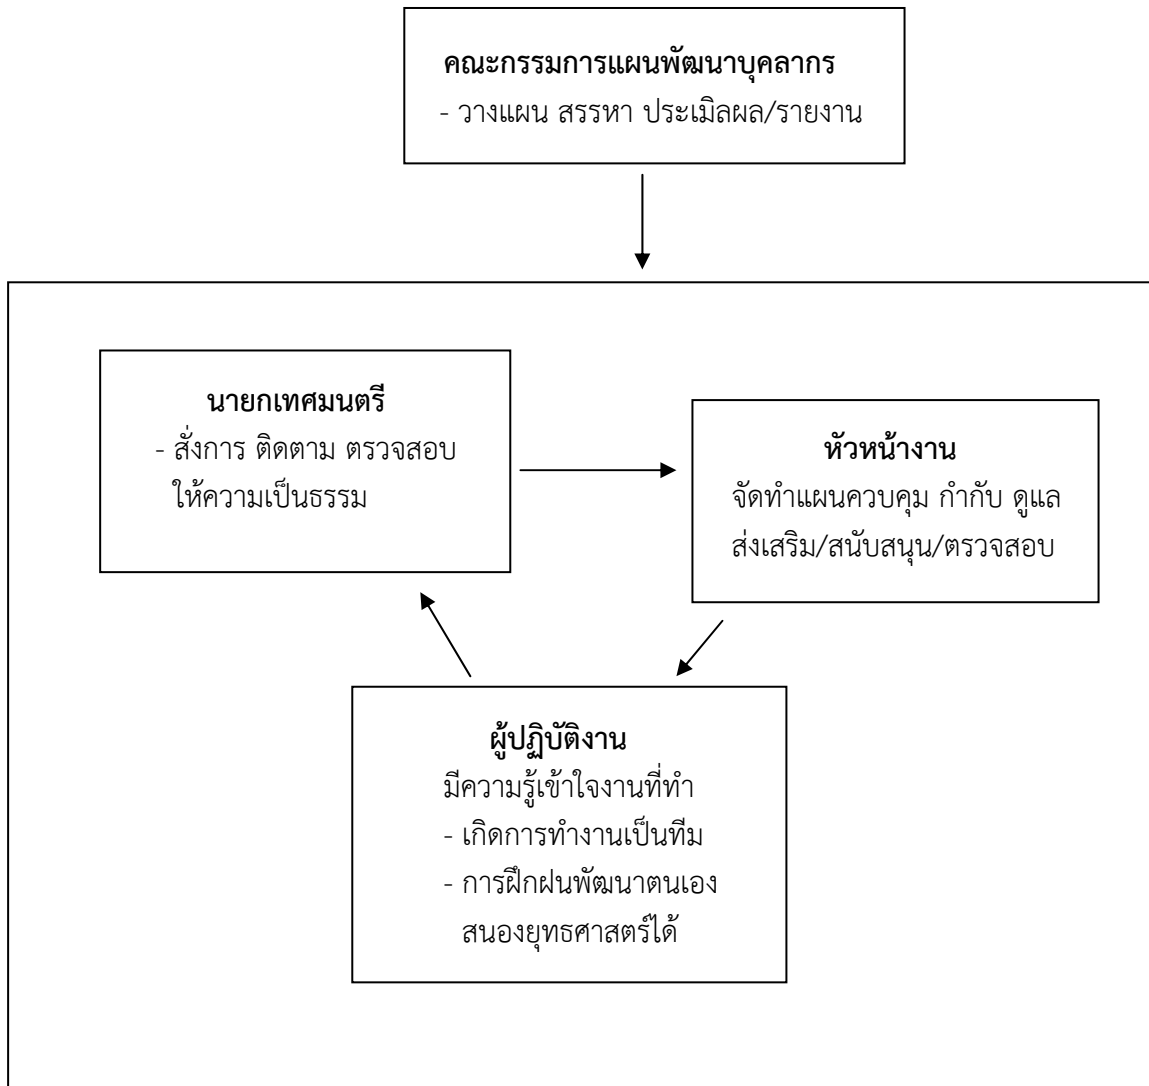 คณะกรรมการแผนพัฒนาบุคลากร
- วางแผน สรรหา ประเมิลผล/รายงาน
นายกเทศมนตรี
- สั่งการ ติดตาม ตรวจสอบ
ให้ความเป็นธรรม
หัวหน้างาน
จัดทำแผนควบคุม กำกับ ดูแล
ส่งเสริม/สนับสนุน/ตรวจสอบ
ผู้ปฏิบัติงาน
มีความรู้เข้าใจงานที่ทำ
- เกิดการทำงานเป็นทีม
- การฝึกฝนพัฒนาตนเอง
สนองยุทธศาสตร์ได้